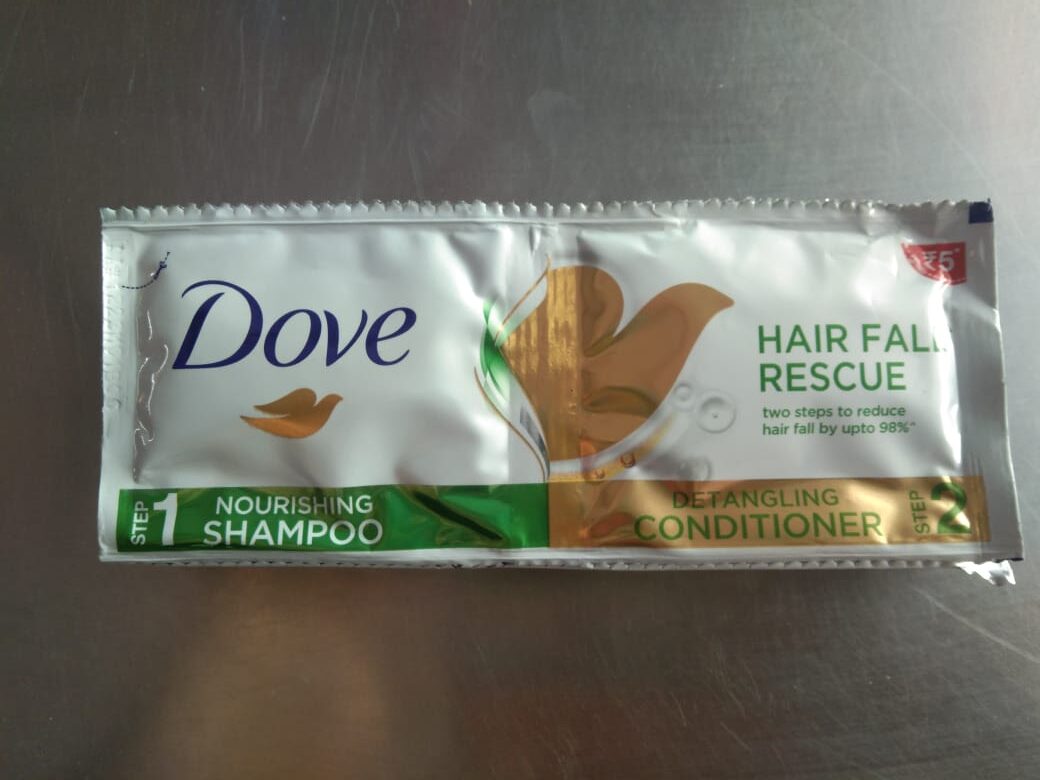 Dove
₹5
HAIR FALL
RESCUE
two steps to reduce
hair fall by upto 98%^
STEP 1
NOURISHING
SHAMPOO
DETANGLING
CONDITIONER
STEP 2